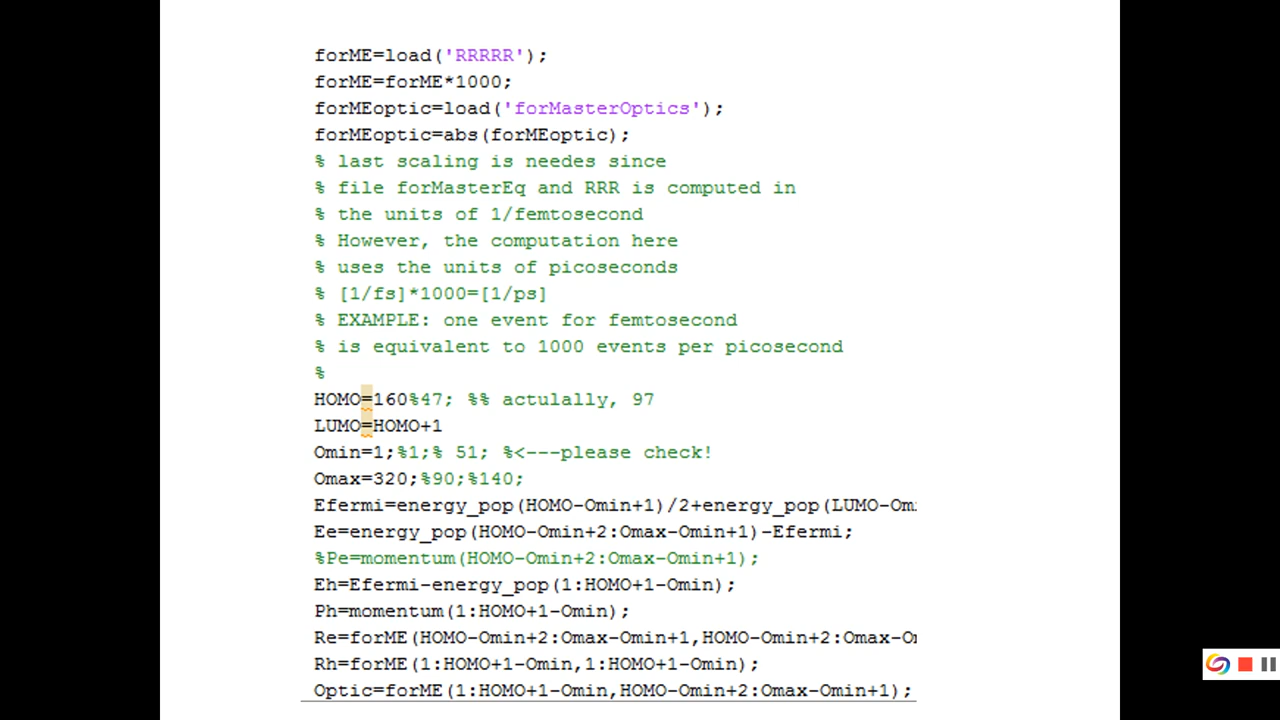 forME=load('RRRRR');
forME=forME*1000;
forMEoptic=load('forMasterOptics');
forMEoptic=abs(forMEoptic);
% last scaling is needes since
% file forMasterEq and RRR is computed in
% the units of 1/femtosecond
% However, the computation here
% uses the units of picoseconds
% [1/fs]*1000=[1/ps]
% EXAMPLE: one event for femtosecond
% is equivalent to 1000 events per picosecond
%
HOMO=160%47; %% actulally, 97
LUMO=HOMO+1
Omin=1;%1;% 51; %<---please check!
Omax=320;%90;%140;
Efermi=energy_pop(HOMO-Omin+1)/2+energy_pop(LUMO-Omi
Ee=energy_pop(HOMO-Omin+2:Omax-Omin+1)-Efermi;
%Pe=momentum(HOMO-Omin+2:Omax-Omin+1);
Eh=Efermi-energy_pop(1:HOMO+1-Omin);
Ph=momentum(1:HOMO+1-Omin);
Re=forME(HOMO-Omin+2:Omax-Omin+1,HOMO-Omin+2:Omax-Om
Rh=forME(1:HOMO+1-Omin,1:HOMO+1-Omin);
Optic=forME(1:HOMO+1-Omin,HOMO-Omin+2:Omax-Omin+1);